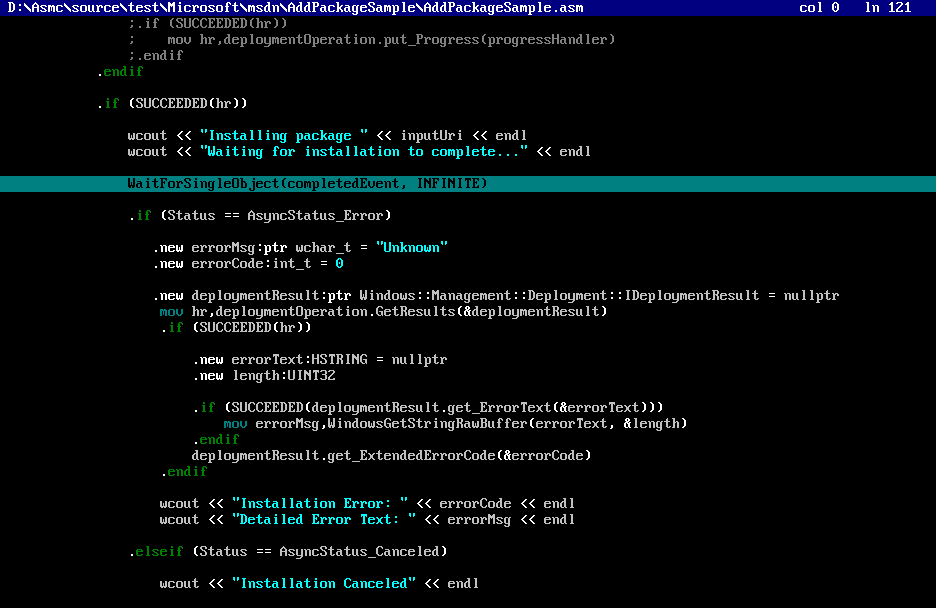 D:\Asmc\source\test\Microsoft\msdn\AddPackageSample\AddPackageSample.asm col 0 ln 121
;.if (SUCCEEDED(hr))
; mov hr,deploymentOperation.put_Progress(progressHandler)
;.endif
.endif
.if (SUCCEEDED(hr))
wcout << "Installing package " << inputUri << endl
wcout << "Waiting for installation to complete..." << endl
WaitForSingleObject(completedEvent, INFINITE)
.if (Status == AsyncStatus_Error)
.new errorMsg:ptr wchar_t = "Unknown"
.new errorCode:int_t = 0
.new deploymentResult:ptr Windows::Management::Deployment::IDeploymentResult = nullptr
mov hr,deploymentOperation.GetResults(&deploymentResult)
.if (SUCCEEDED(hr))
.new errorText:HSTRING = nullptr
.new length:UINT32
.if (SUCCEEDED(deploymentResult.get_ErrorText(&errorText)))
mov errorMsg,WindowsGetStringRawBuffer(errorText, &length)
.endif
deploymentResult.get_ExtendedErrorCode(&errorCode)
.endif
wcout << "Installation Error: " << errorCode << endl
wcout << "Detailed Error Text: " << errorMsg << endl
.elseif (Status == AsyncStatus_Canceled)
wcout << "Installation Canceled" << endl